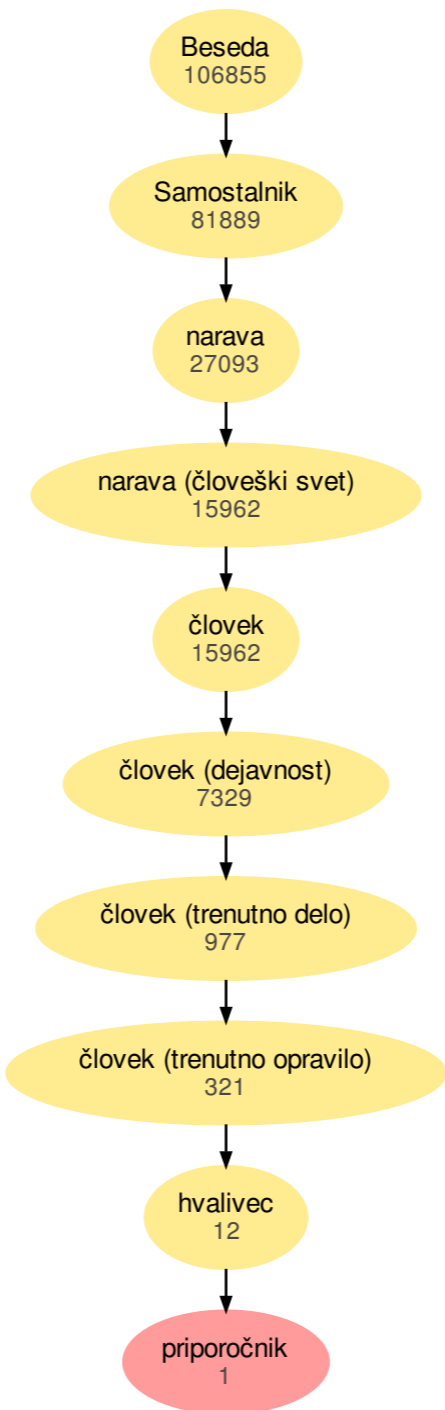 Beseda
106855
Samostalnik
81889
narava
27093
narava (človeški svet)
15962
človek
15962
človek (dejavnost)
7329
človek (trenutno delo)
977
človek (trenutno opravilo)
321
hvalivec
12
priporočnik
1